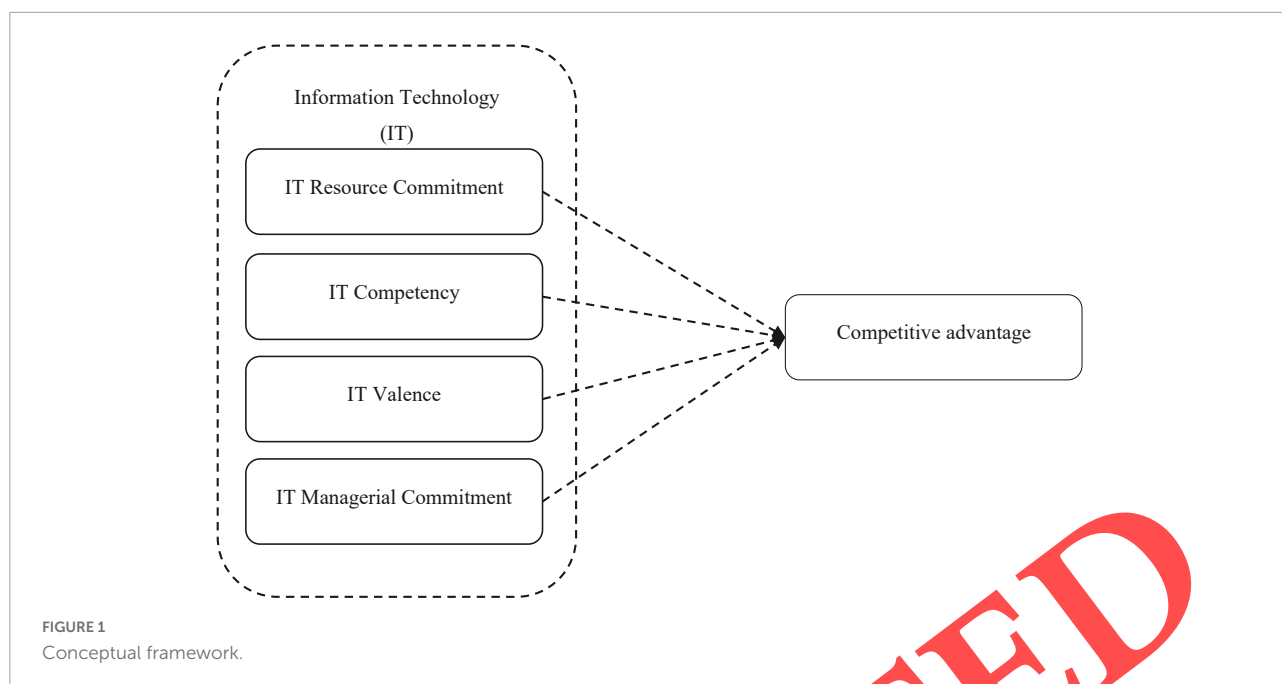 Information Technology
(IT)
IT Resource Commitment
IT Competency
IT Valence
IT Managerial Commitment
Competitive advantage
FIGURE 1
Conceptual framework.